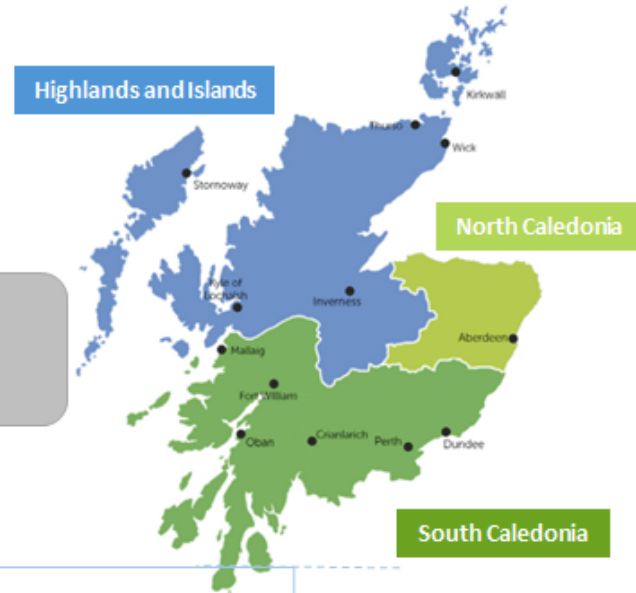 Highlands and Islands
Kirkwall
Thurso
Wick
Stornoway
North Caledonia
Kyle of
Lochalsh
Inverness
Aberdeen
Mallaig
Fort William
Oban
Crianlarich
Perth
Dundee
South Caledonia